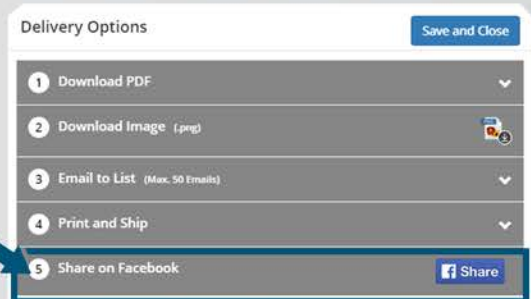 Delivery Options
Save and Close
1 Download PDF
2 Download Image (.png)
3 Email to List (Max. 50 Emails)
4 Print and Ship
5 Share on Facebook
f Share